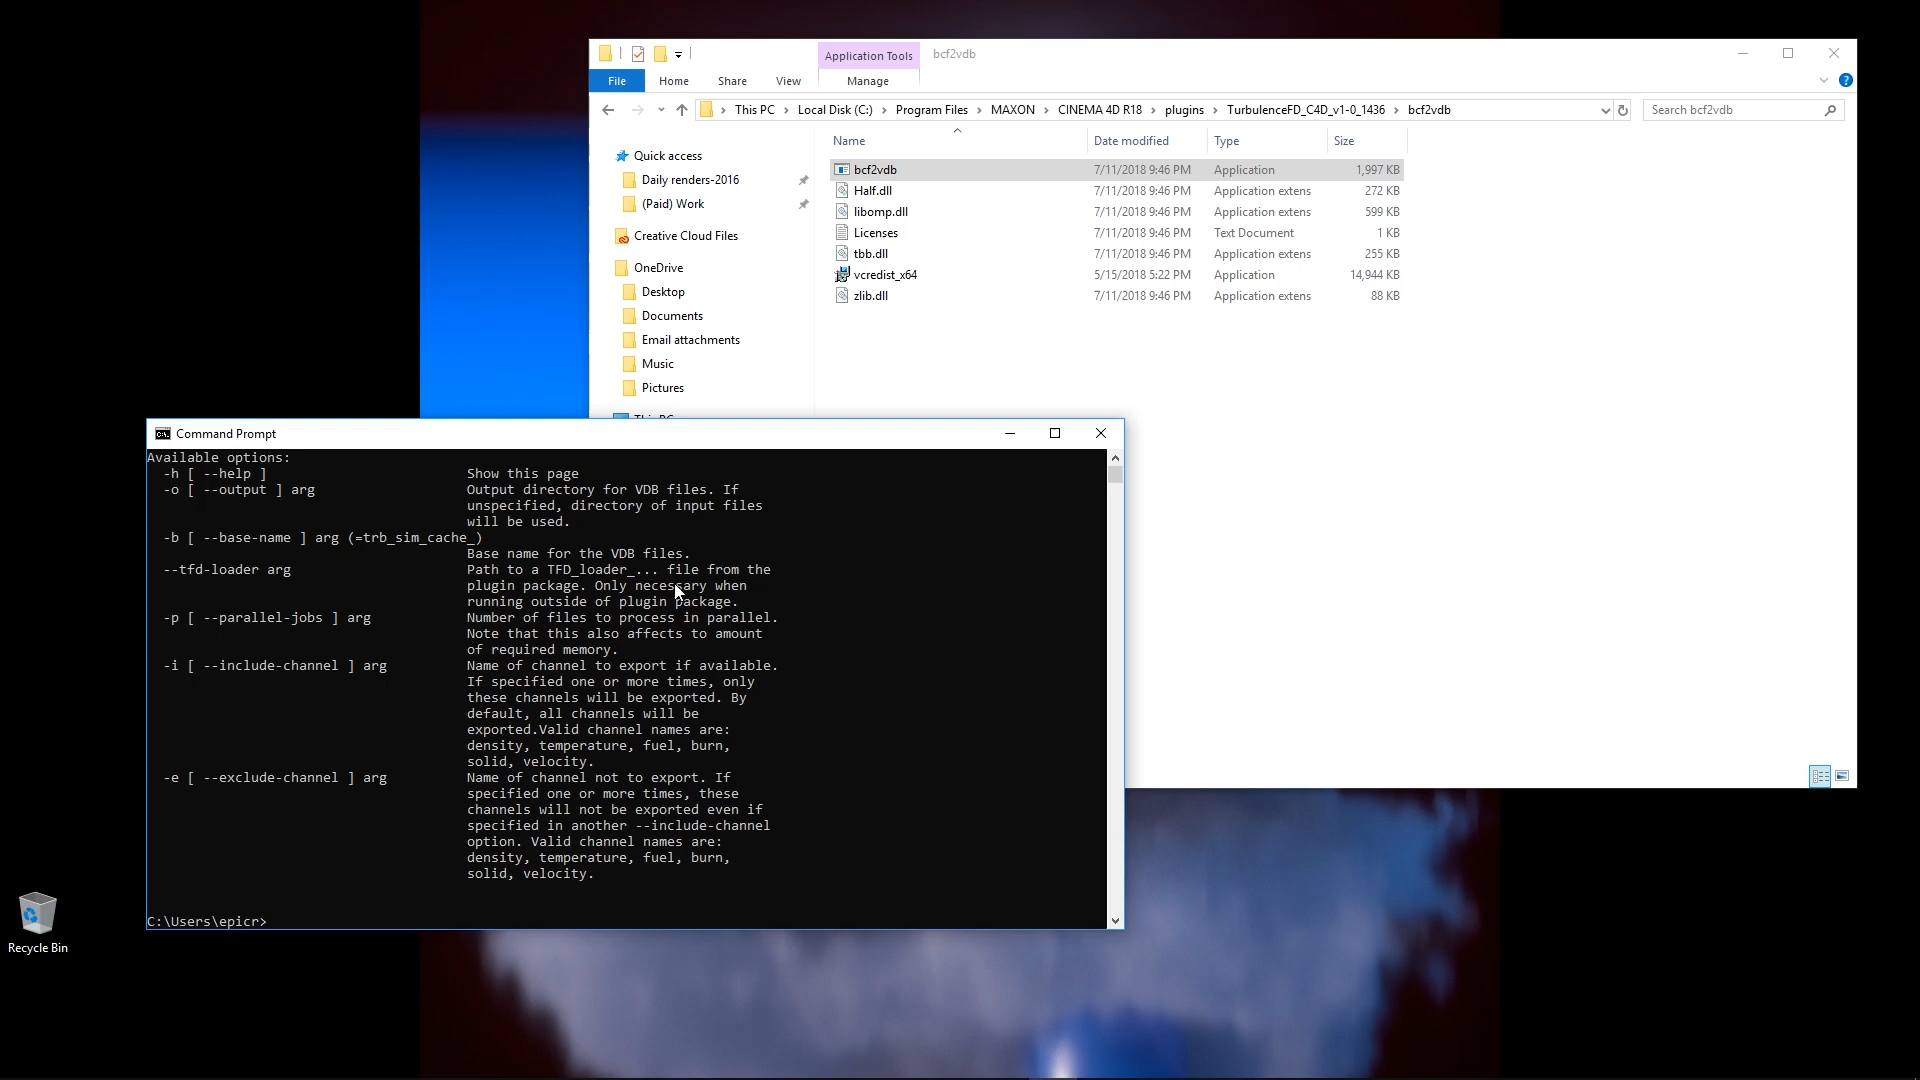 Application Tools
bcf2vdb
File
Home
Share
View
Manage
This PC
Local Disk (C:)
Program Files
MAXON
CINEMA 4D R18
plugins
TurbulenceFD_C4D_v1-0_1436
bcf2vdb
Search bcf2vdb
Name
Date modified
Type
Size
Quick access
Daily renders-2016
(Paid) Work
Creative Cloud Files
OneDrive
Desktop
Documents
Email attachments
Music
Pictures
This PC
bcf2vdb 7/11/2018 9:46 PM Application 1,997 KB
Half.dll 7/11/2018 9:46 PM Application extens 272 KB
libomp.dll 7/11/2018 9:46 PM Application extens 599 KB
Licenses 7/11/2018 9:46 PM Text Document 1 KB
tbb.dll 7/11/2018 9:46 PM Application extens 255 KB
vcredist_x64 5/15/2018 5:22 PM Application 14,944 KB
zlib.dll 7/11/2018 9:46 PM Application extens 88 KB
Command Prompt
Available options:
-h [ --help ] Show this page
-o [ --output ] arg Output directory for VDB files. If
unspecified, directory of input files
will be used.
-b [ --base-name ] arg (=trb_sim_cache_)
Base name for the VDB files.
--tfd-loader arg Path to a TFD_loader_... file from the
plugin package. Only necessary when
running outside of plugin package.
-p [ --parallel-jobs ] arg Number of files to process in parallel.
Note that this also affects to amount
of required memory.
-i [ --include-channel ] arg Name of channel to export if available.
If specified one or more times, only
these channels will be exported. By
default, all channels will be
exported.Valid channel names are:
density, temperature, fuel, burn,
solid, velocity.
-e [ --exclude-channel ] arg Name of channel not to export. If
specified one or more times, these
channels will not be exported even if
specified in another --include-channel
option. Valid channel names are:
density, temperature, fuel, burn,
solid, velocity.
C:\Users\epicr>
Recycle Bin